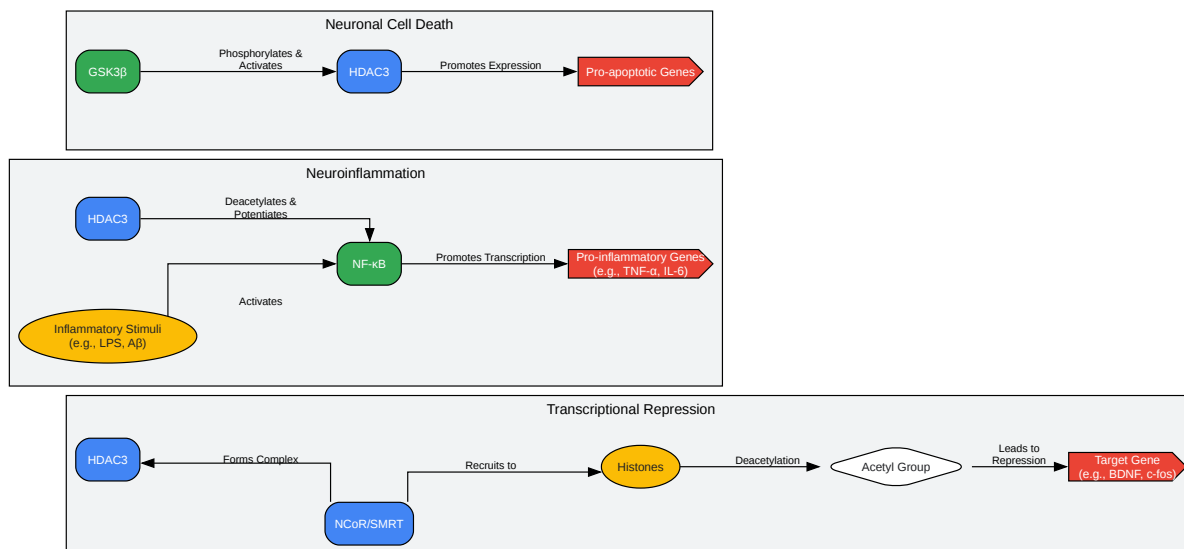 Neuronal Cell Death
GSK3β
Phosphorylates &
Activates
HDAC3
Promotes Expression
Pro-apoptotic Genes
Neuroinflammation
HDAC3
Deacetylates &
Potentiates
NF-κB
Promotes Transcription
Pro-inflammatory Genes
(e.g., TNF-α, IL-6)
Activates
Inflammatory Stimuli
(e.g., LPS, Aβ)
Transcriptional Repression
HDAC3
Forms Complex
NCoR/SMRT
Recruits to
Histones
Deacetylation
Acetyl Group
Leads to
Repression
Target Gene
(e.g., BDNF, c-fos)